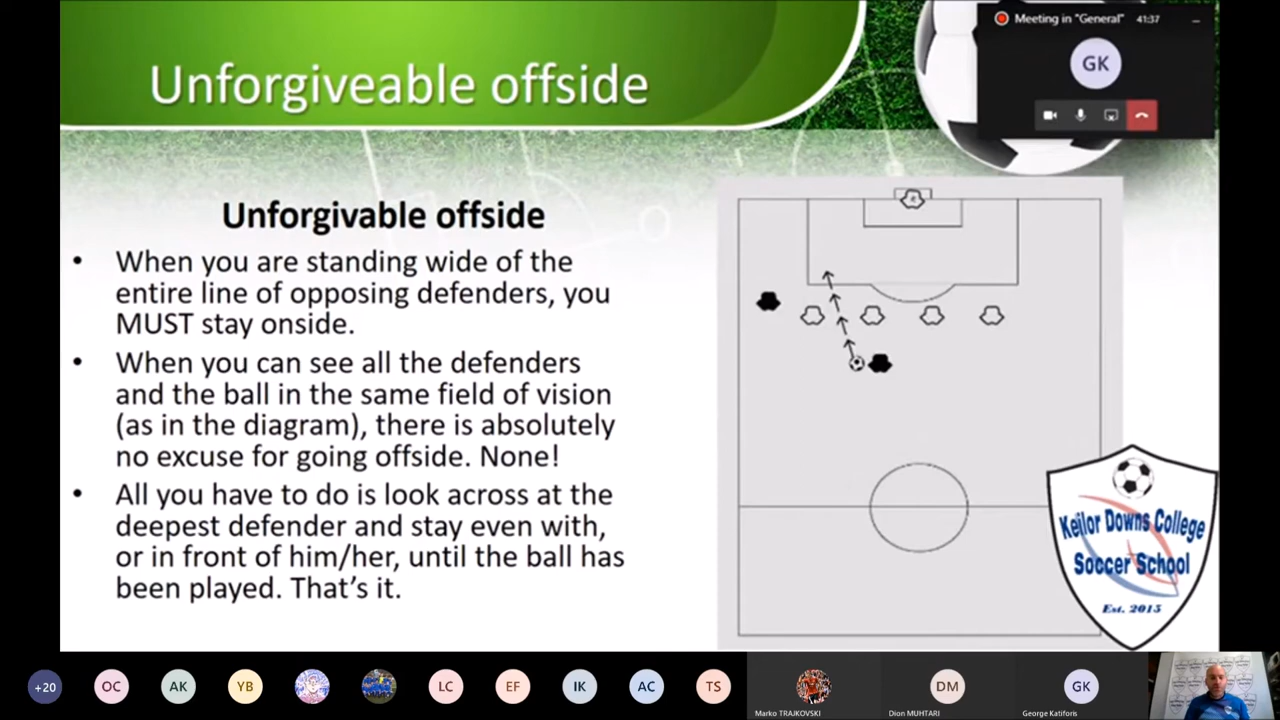 Unforgiveable offside
Meeting in "General" 41:37
GK
Unforgivable offside
• When you are standing wide of the
entire line of opposing defenders, you
MUST stay onside.
• When you can see all the defenders
and the ball in the same field of vision
(as in the diagram), there is absolutely
no excuse for going offside. None!
• All you have to do is look across at the
deepest defender and stay even with,
or in front of him/her, until the ball has
been played. That's it.
Keilor Downs College
Soccer School
Est. 2015
+20 OC AK YB LC EF IK AC TS DM GK
Marko TRAJKOVSKI Dion MUHTARI George Katiforis